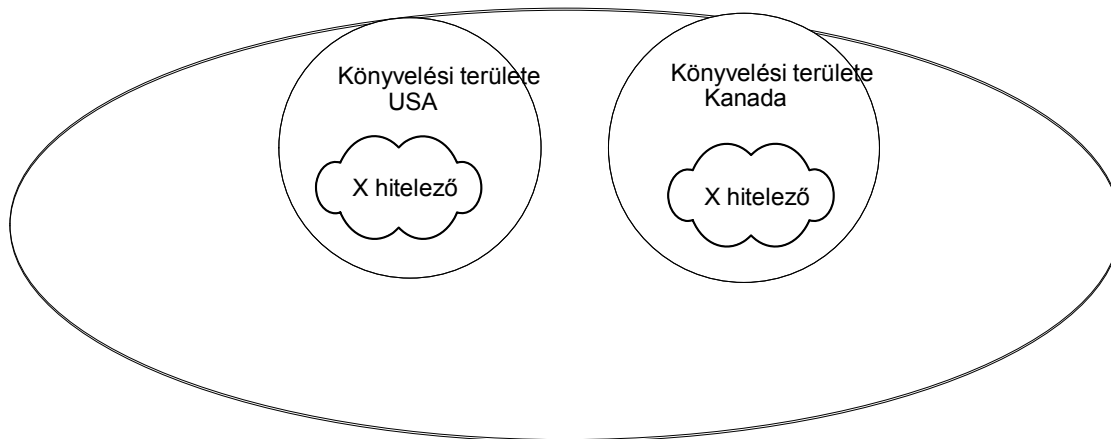 Könyvelési területe
USA
X hitelező
Könyvelési területe
Kanada
X hitelező